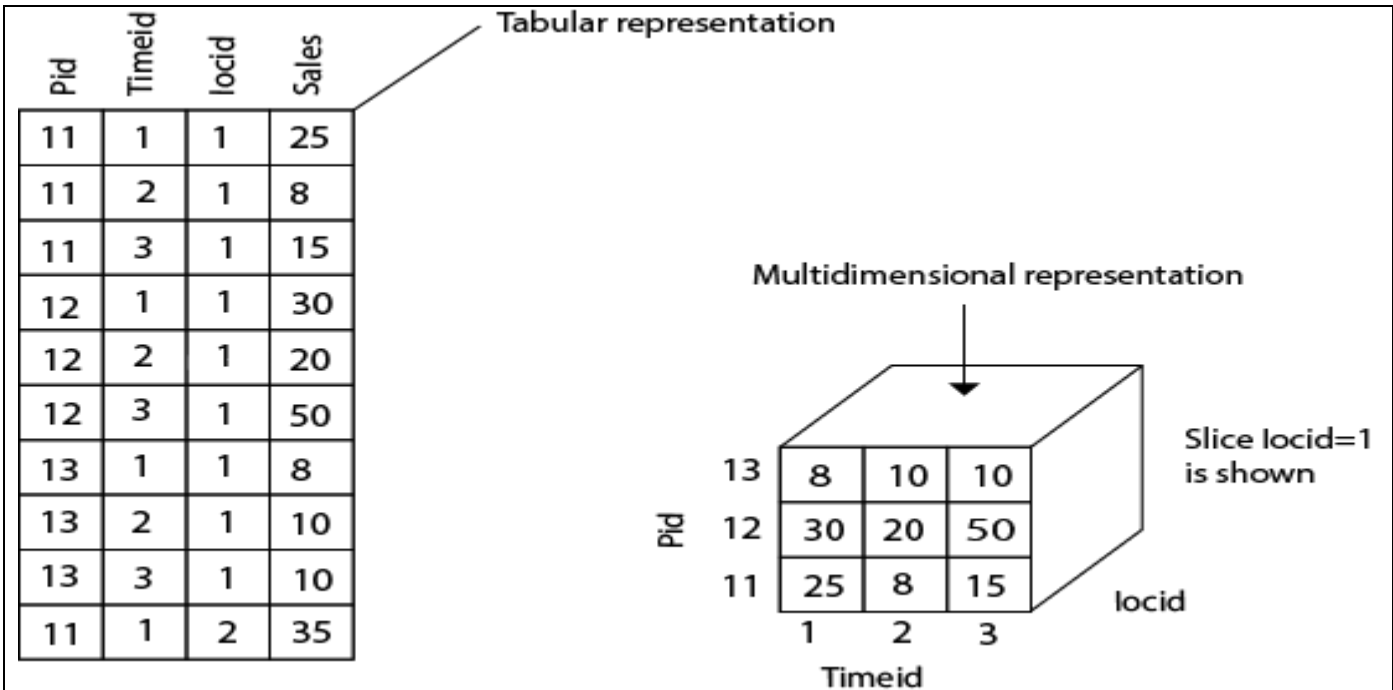 Tabular representation
Pid Timeid locid Sales
11 1 1 25
11 2 1 8
11 3 1 15
12 1 1 30
12 2 1 20
12 3 1 50
13 1 1 8
13 2 1 10
13 3 1 10
11 1 2 35
Multidimensional representation
Slice locid=1
is shown
Pid
13 8 10 10
12 30 20 50
11 25 8 15
locid
1 2 3
Timeid